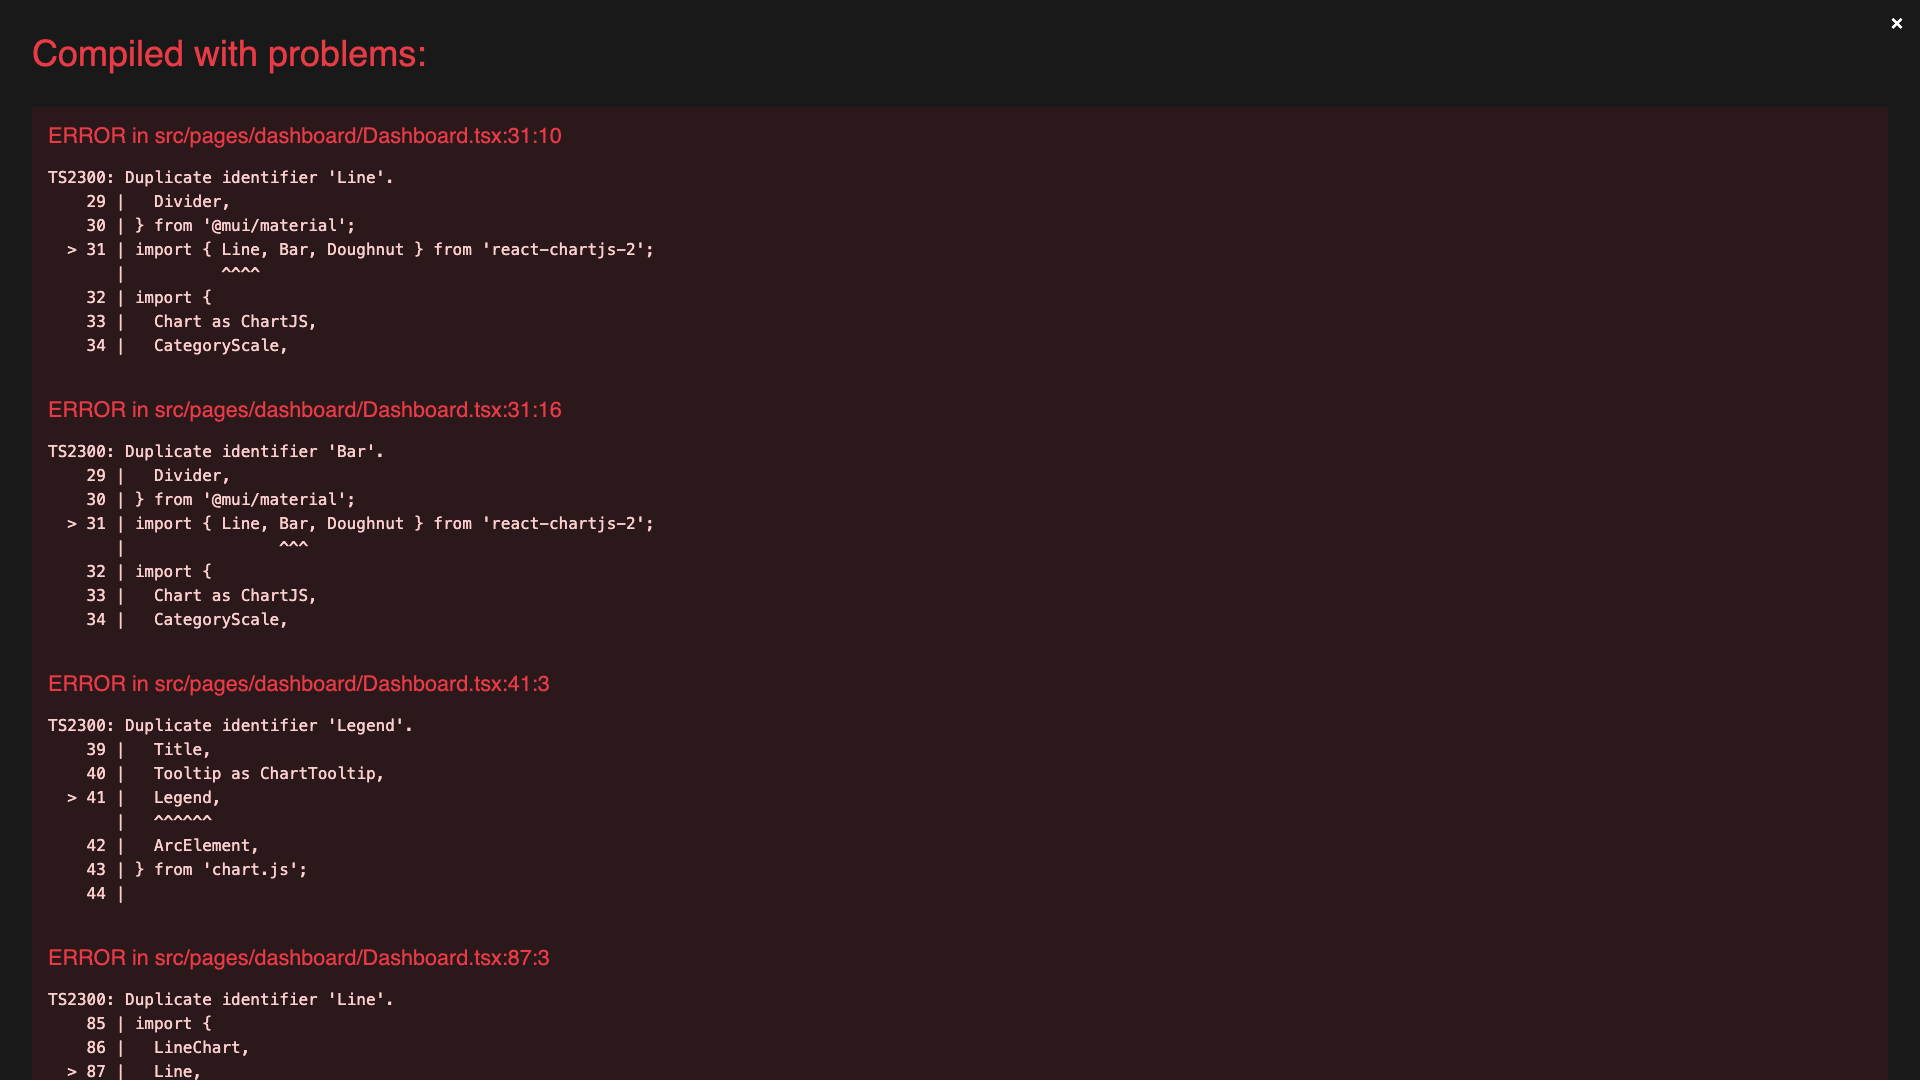 ×
Compiled with problems:
ERROR in src/pages/dashboard/Dashboard.tsx:31:10
TS2300: Duplicate identifier 'Line'.
    29 |   Divider,
    30 | } from '@mui/material';
  > 31 | import { Line, Bar, Doughnut } from 'react-chartjs-2';
       |          ^^^^
    32 | import {
    33 |   Chart as ChartJS,
    34 |   CategoryScale,
ERROR in src/pages/dashboard/Dashboard.tsx:31:16
TS2300: Duplicate identifier 'Bar'.
    29 |   Divider,
    30 | } from '@mui/material';
  > 31 | import { Line, Bar, Doughnut } from 'react-chartjs-2';
       |                ^^^
    32 | import {
    33 |   Chart as ChartJS,
    34 |   CategoryScale,
ERROR in src/pages/dashboard/Dashboard.tsx:41:3
TS2300: Duplicate identifier 'Legend'.
    39 |   Title,
    40 |   Tooltip as ChartTooltip,
  > 41 |   Legend,
       |   ^^^^^^
    42 |   ArcElement,
    43 | } from 'chart.js';
    44 |
ERROR in src/pages/dashboard/Dashboard.tsx:87:3
TS2300: Duplicate identifier 'Line'.
    85 | import {
    86 |   LineChart,
  > 87 |   Line,